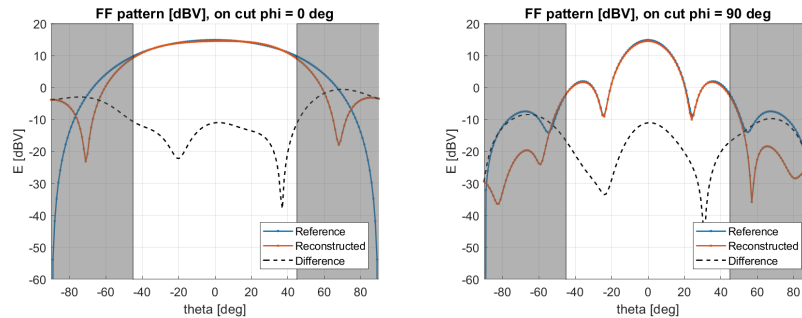 FF pattern [dBV], on cut phi = 0 deg
20
10
0
-10
-20
-30
-40
-50
-60
E [dBV]
-80 -60 -40 -20 0 20 40 60 80
theta [deg]
Reference
Reconstructed
Difference
FF pattern [dBV], on cut phi = 90 deg
20
10
0
-10
-20
-30
-40
-50
-60
E [dBV]
-80 -60 -40 -20 0 20 40 60 80
theta [deg]
Reference
Reconstructed
Difference